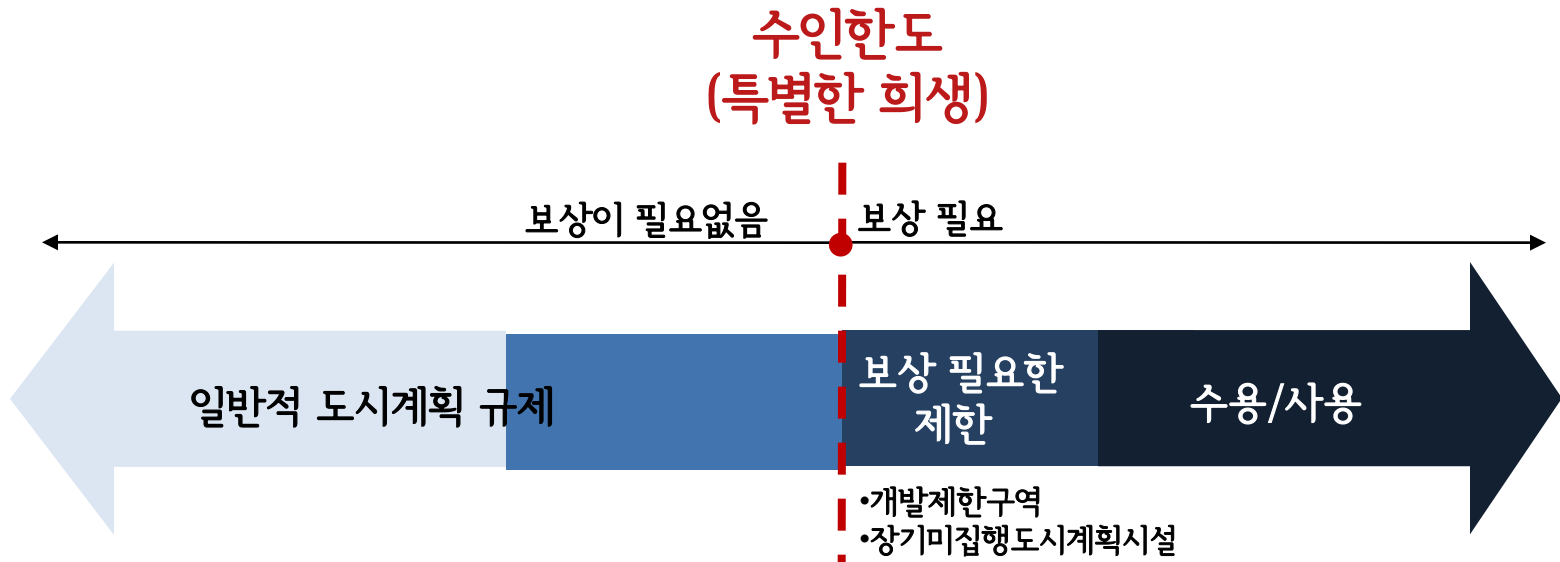 수인한도
(특별한 희생)
보상이 필요없음
보상 필요
일반적 도시계획 규제
보상 필요한
제한
수용/사용
•개발제한구역
•장기미집행도시계획시설